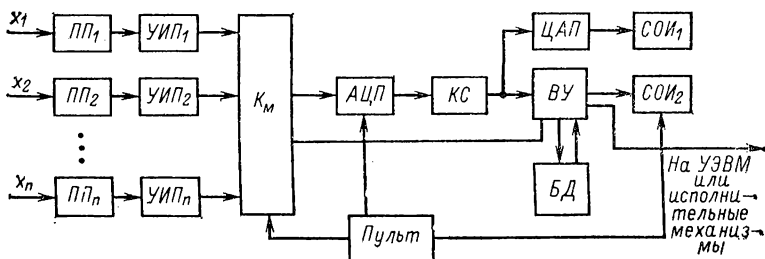 x₁
ПП₁
УИП₁
x₂
ПП₂
УИП₂
xₙ
ППₙ
УИПₙ
Kм
АЦП
КС
ЦАП
СОИ₁
ВУ
СОИ₂
БД
Пульт
На УЭВМ
или
исполни-
тельные
механиз-
мы